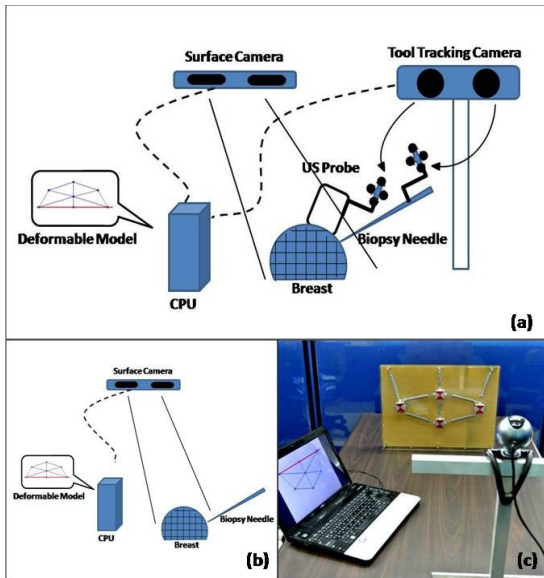 Surface Camera
Tool Tracking Camera
US Probe
Deformable Model
Biopsy Needle
CPU
Breast
(a)
Surface Camera
Deformable Model
CPU
Breast
Biopsy Needle
(b)
(c)